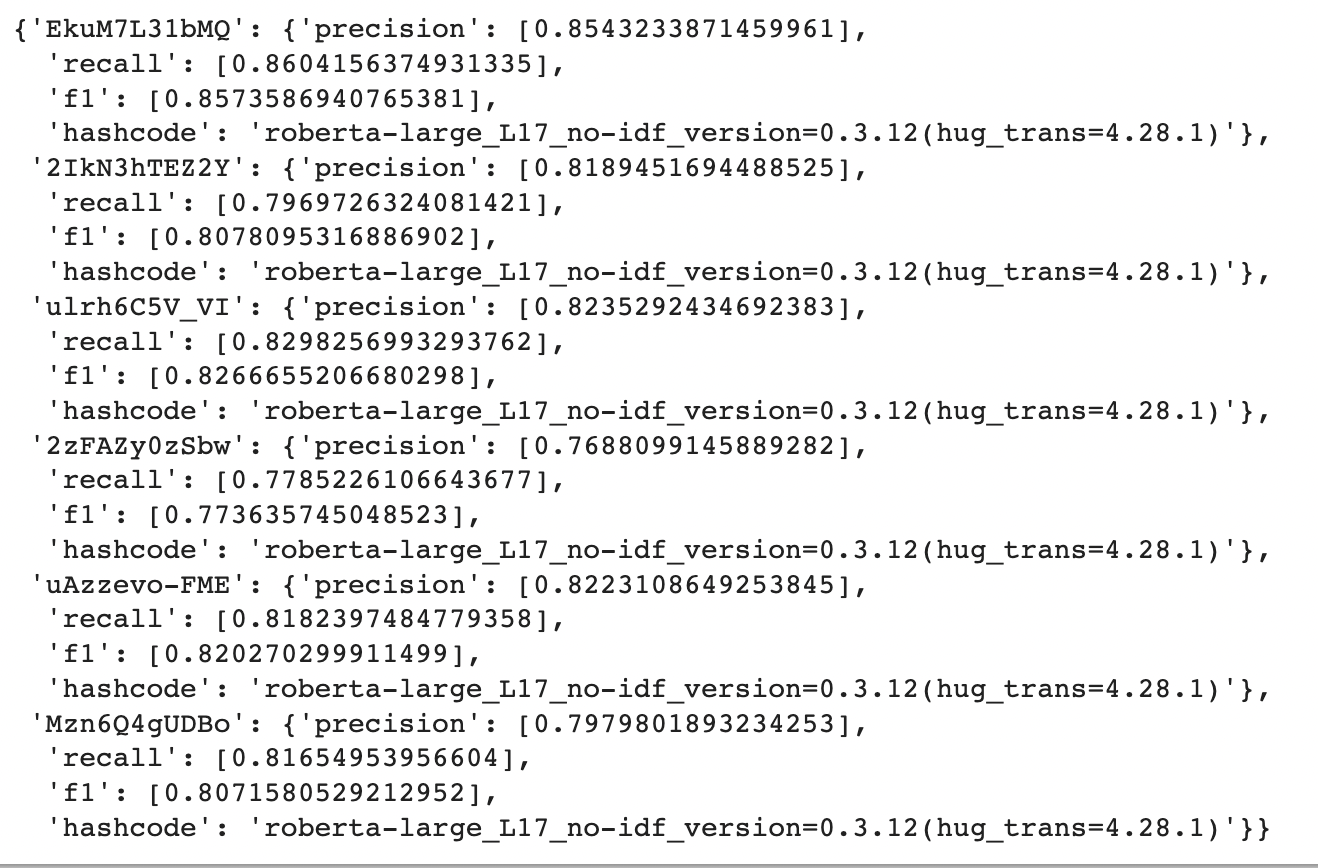 {'EkuM7L31bMQ': {'precision': [0.8543233871459961],
'recall': [0.8604156374931335],
'f1': [0.8573586940765381],
'hashcode': 'roberta-large_L17_no-idf_version=0.3.12(hug_trans=4.28.1)'},
'2IkN3hTEZ2Y': {'precision': [0.8189451694488525],
'recall': [0.7969726324081421],
'f1': [0.8078095316886902],
'hashcode': 'roberta-large_L17_no-idf_version=0.3.12(hug_trans=4.28.1)'},
'ulrh6C5V_VI': {'precision': [0.8235292434692383],
'recall': [0.8298256993293762],
'f1': [0.8266655206680298],
'hashcode': 'roberta-large_L17_no-idf_version=0.3.12(hug_trans=4.28.1)'},
'2zFAZy0zSbw': {'precision': [0.7688099145889282],
'recall': [0.7785226106643677],
'f1': [0.773635745048523],
'hashcode': 'roberta-large_L17_no-idf_version=0.3.12(hug_trans=4.28.1)'},
'uAzzevo-FME': {'precision': [0.8223108649253845],
'recall': [0.8182397484779358],
'f1': [0.820270299911499],
'hashcode': 'roberta-large_L17_no-idf_version=0.3.12(hug_trans=4.28.1)'},
'Mzn6Q4gUDBo': {'precision': [0.7979801893234253],
'recall': [0.81654953956604],
'f1': [0.8071580529212952],
'hashcode': 'roberta-large_L17_no-idf_version=0.3.12(hug_trans=4.28.1)'}}